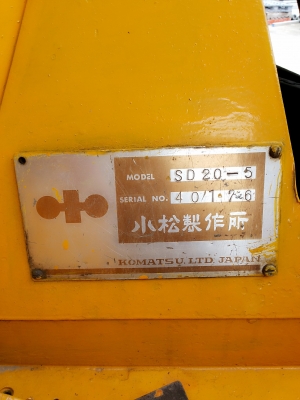 MODEL SD20-5
SERIAL NO.
小松製作所
KOMATSU, LTD JAPAN